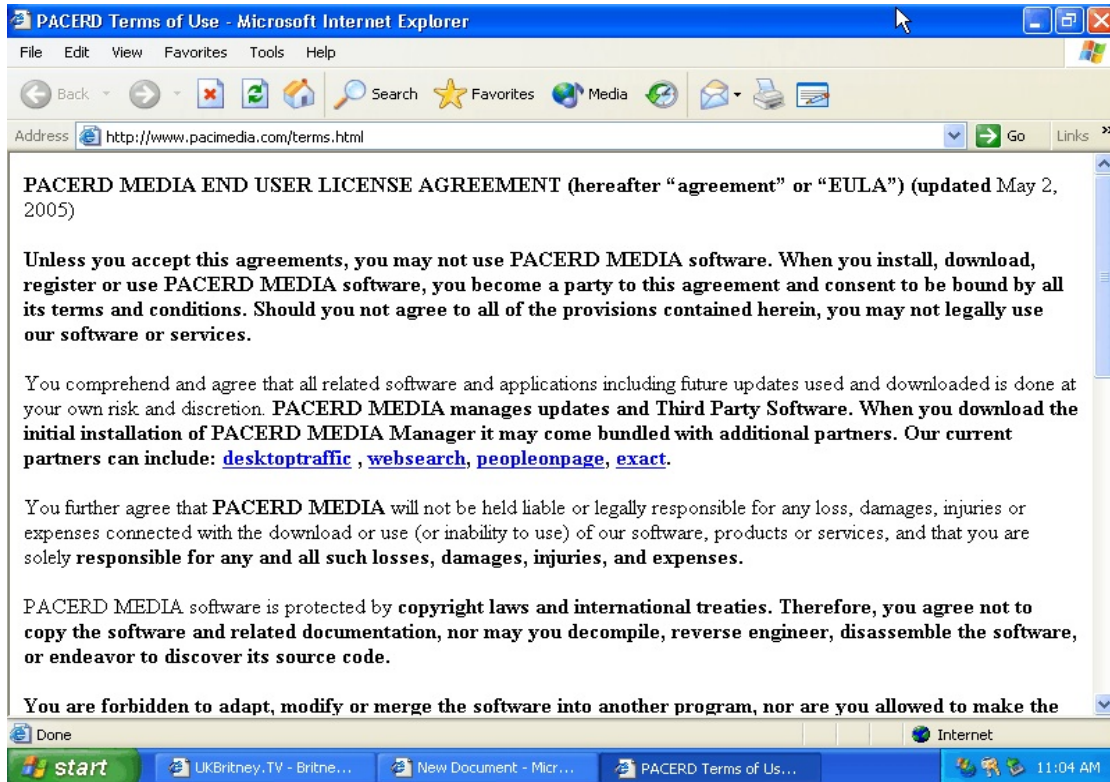 PACERD Terms of Use - Microsoft Internet Explorer
File Edit View Favorites Tools Help
Back Search Favorites Media
Address http://www.pacimedia.com/terms.html Go Links »
PACERD MEDIA END USER LICENSE AGREEMENT (hereafter “agreement” or “EULA”) (updated May 2,
2005)
Unless you accept this agreements, you may not use PACERD MEDIA software. When you install, download,
register or use PACERD MEDIA software, you become a party to this agreement and consent to be bound by all
its terms and conditions. Should you not agree to all of the provisions contained herein, you may not legally use
our software or services.
You comprehend and agree that all related software and applications including future updates used and downloaded is done at
your own risk and discretion. PACERD MEDIA manages updates and Third Party Software. When you download the
initial installation of PACERD MEDIA Manager it may come bundled with additional partners. Our current
partners can include: desktoptraffic , websearch, peopleonpage, exact.
You further agree that PACERD MEDIA will not be held liable or legally responsible for any loss, damages, injuries or
expenses connected with the download or use (or inability to use) of our software, products or services, and that you are
solely responsible for any and all such losses, damages, injuries, and expenses.
PACERD MEDIA software is protected by copyright laws and international treaties. Therefore, you agree not to
copy the software and related documentation, nor may you decompile, reverse engineer, disassemble the software,
or endeavor to discover its source code.
You are forbidden to adapt, modify or merge the software into another program, nor are you allowed to make the
Done Internet
start UKBritney.TV - Britne... New Document - Micr... PACERD Terms of Us... 11:04 AM